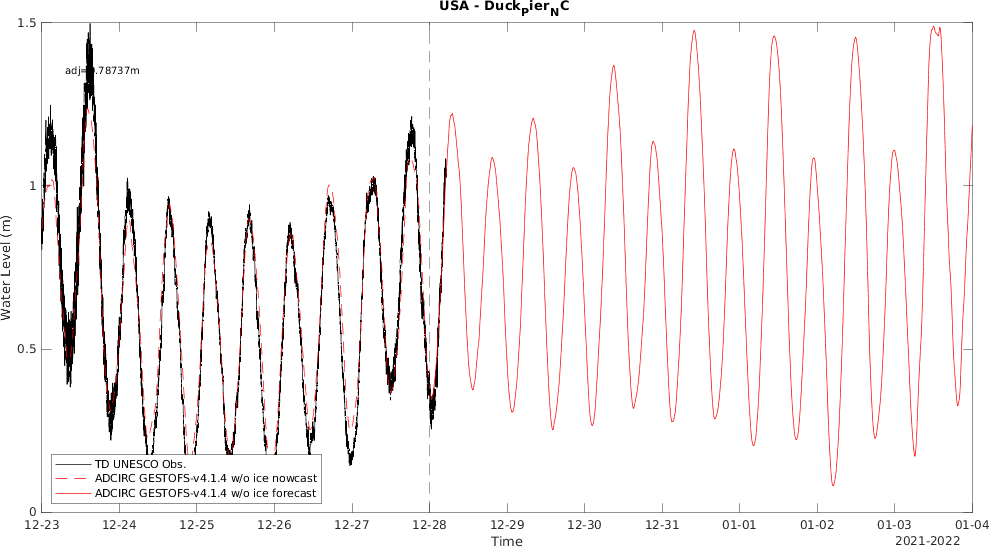 USA - DuckPierNC
1.5
adj=0.78737m
1
0.5
0
Water Level (m)
TD UNESCO Obs.
ADCIRC GESTOFS-v4.1.4 w/o ice nowcast
ADCIRC GESTOFS-v4.1.4 w/o ice forecast
12-23 12-24 12-25 12-26 12-27 12-28 12-29 12-30 12-31 01-01 01-02 01-03 01-04
Time
2021-2022